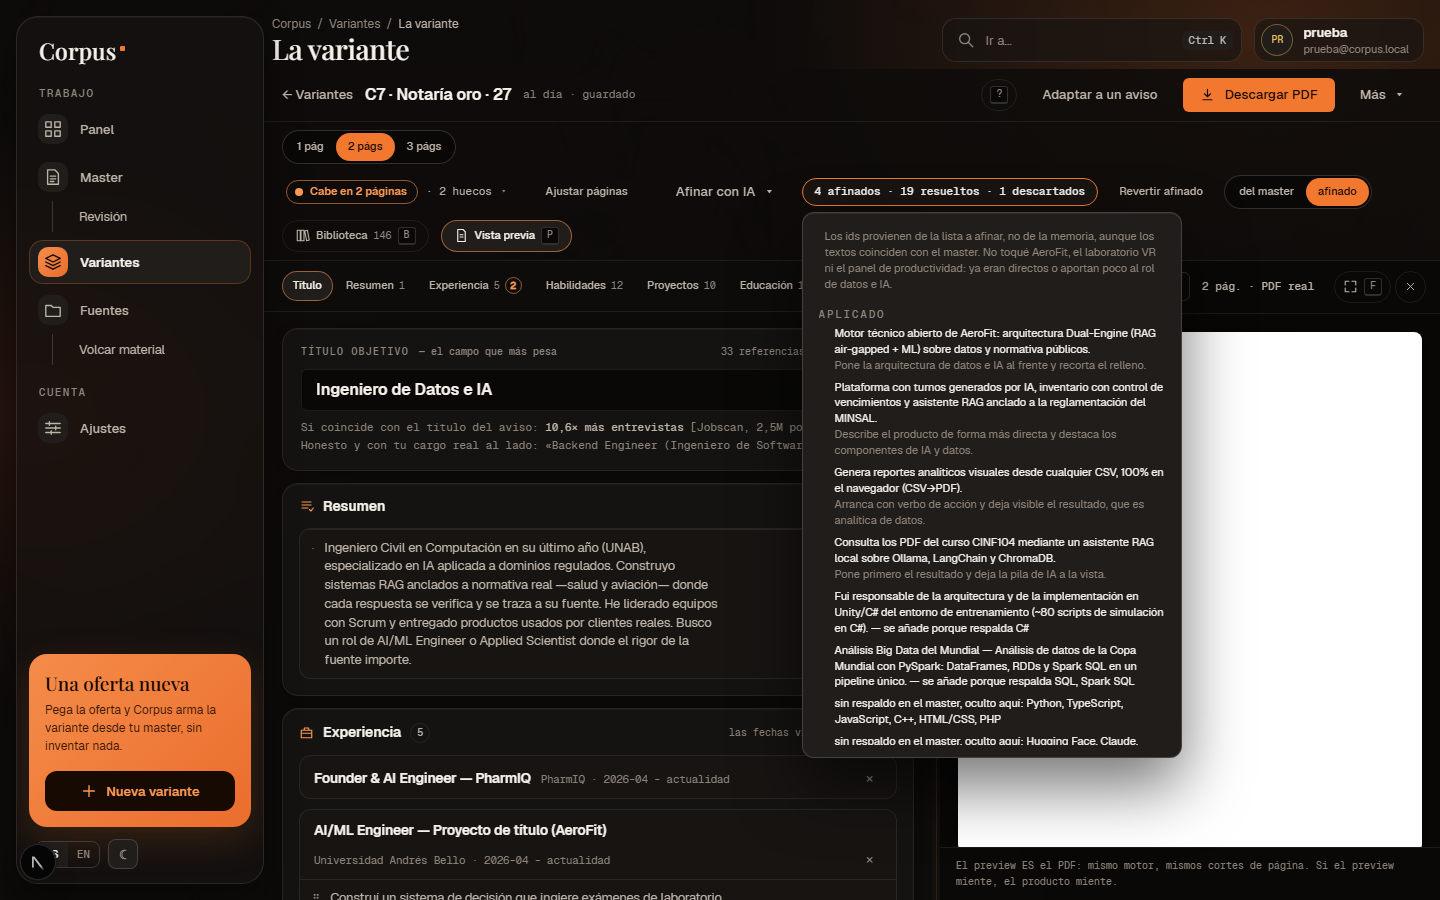 Corpus
TRABAJO
Panel
Master
Revisión
Variantes
Fuentes
Volcar material
CUENTA
Ajustes
Una oferta nueva
Pega la oferta y Corpus arma la
variante desde tu master, sin
inventar nada.
Nueva variante
EN
Corpus / Variantes / La variante
La variante
Ir a...
Ctrl K
PR
prueba
prueba@corpus.local
← Variantes
C7 · Notaría oro · 27
al día · guardado
?
Adaptar a un aviso
Descargar PDF
Más
1 pág
2 págs
3 págs
Cabe en 2 páginas
· 2 huecos
Ajustar páginas
Afinar con IA
4 afinados · 19 resueltos · 1 descartados
Revertir afinado
del master
afinado
Biblioteca 146 B
Vista previa P
Título
Resumen 1
Experiencia 5 2
Habilidades 12
Proyectos 10
Educación
2 pág. · PDF real
F
TÍTULO OBJETIVO — el campo que más pesa
33 referencias
Ingeniero de Datos e IA
Si coincide con el título del aviso: 10,6× más entrevistas [Jobscan, 2,5M
Honesto y con tu cargo real al lado: «Backend Engineer (Ingeniero de
Resumen
Ingeniero Civil en Computación en su último año (UNAB),
especializado en IA aplicada a dominios regulados. Construyo
sistemas RAG anclados a normativa real —salud y aviación— donde
cada respuesta se verifica y se traza a su fuente. He liderado equipos
con Scrum y entregado productos usados por clientes reales. Busco
un rol de AI/ML Engineer o Applied Scientist donde el rigor de la
fuente importe.
Experiencia 5
las fechas
Founder & AI Engineer — PharmIQ PharmIQ · 2026-04 – actualidad
AI/ML Engineer — Proyecto de título (AeroFit)
Universidad Andrés Bello · 2026-04 – actualidad
Construí un sistema de decisión que ingiere exámenes de laboratorio
Los ids provienen de la lista a afinar, no de la memoria, aunque los
textos coinciden con el master. No toqué AeroFit, el laboratorio VR
ni el panel de productividad: ya eran directos o aportan poco al rol
de datos e IA.
APLICADO
Motor técnico abierto de AeroFit: arquitectura Dual-Engine (RAG
air-gapped + ML) sobre datos y normativa públicos.
Pone la arquitectura de datos e IA al frente y recorta el relleno.
Plataforma con turnos generados por IA, inventario con control de
vencimientos y asistente RAG anclado a la reglamentación del
MINSAL.
Describe el producto de forma más directa y destaca los
componentes de IA y datos.
Genera reportes analíticos visuales desde cualquier CSV, 100% en
el navegador (CSV→PDF).
Arranca con verbo de acción y deja visible el resultado, que es
analítica de datos.
Consulta los PDF del curso CINF104 mediante un asistente RAG
local sobre Ollama, LangChain y ChromaDB.
Pone primero el resultado y deja la pila de IA a la vista.
Fui responsable de la arquitectura y de la implementación en
Unity/C# del entorno de entrenamiento (~80 scripts de simulación
en C#). — se añade porque respalda C#
Análisis Big Data del Mundial — Análisis de datos de la Copa
Mundial con PySpark: DataFrames, RDDs y Spark SQL en un
pipeline único. — se añade porque respalda SQL, Spark SQL
sin respaldo en el master, oculto aquí: Python, TypeScript,
JavaScript, C++, HTML/CSS, PHP
sin respaldo en el master, oculto aquí: Hugging Face, Claude,
El preview ES el PDF: mismo motor, mismos cortes de página. Si el preview
miente, el producto miente.